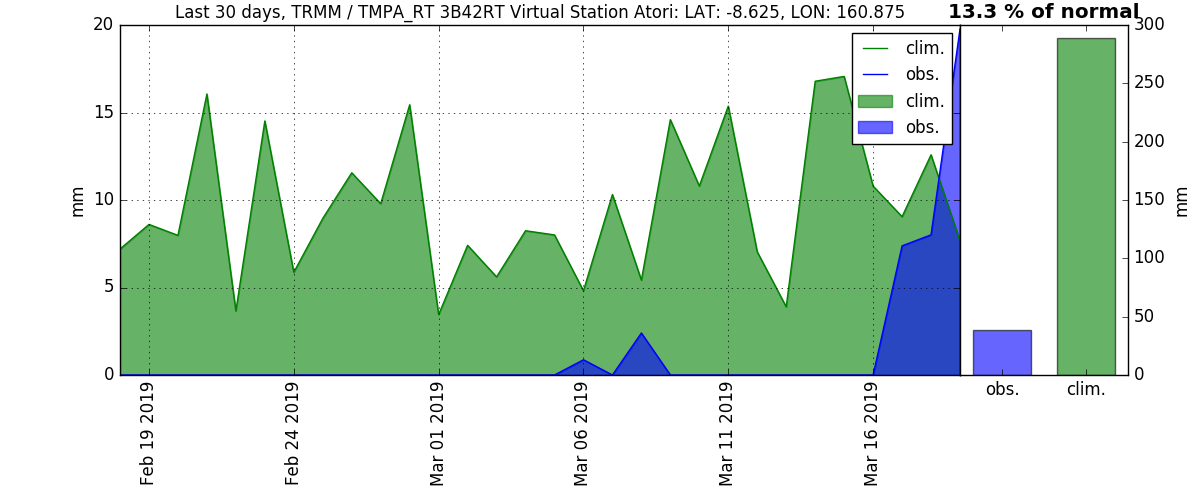 Last 30 days, TRMM / TMPA_RT 3B42RT Virtual Station Atori: LAT: -8.625, LON: 160.875
13.3 % of normal
20
15
10
5
0
mm
clim.
obs.
clim.
obs.
300
250
200
150
100
50
0
mm
obs.
clim.
Feb 19 2019
Feb 24 2019
Mar 01 2019
Mar 06 2019
Mar 11 2019
Mar 16 2019